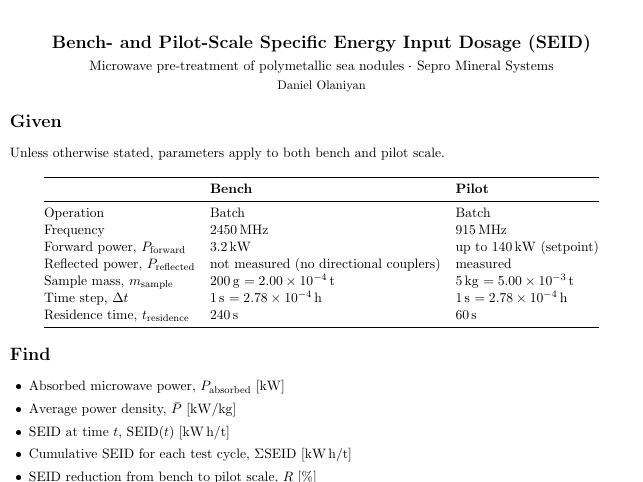 Bench- and Pilot-Scale Specific Energy Input Dosage (SEID)
Microwave pre-treatment of polymetallic sea nodules · Sepro Mineral Systems
Daniel Olaniyan
Given
Unless otherwise stated, parameters apply to both bench and pilot scale.
Bench Pilot
Operation Batch Batch
Frequency 2450 MHz 915 MHz
Forward power, P_forward 3.2 kW up to 140 kW (setpoint)
Reflected power, P_reflected not measured (no directional couplers) measured
Sample mass, m_sample 200 g = 2.00 × 10⁻⁴ t 5 kg = 5.00 × 10⁻³ t
Time step, Δt 1 s = 2.78 × 10⁻⁴ h 1 s = 2.78 × 10⁻⁴ h
Residence time, t_residence 240 s 60 s
Find
• Absorbed microwave power, P_absorbed [kW]
• Average power density, P̄ [kW/kg]
• SEID at time t, SEID(t) [kW h/t]
• Cumulative SEID for each test cycle, ΣSEID [kW h/t]
• SEID reduction from bench to pilot scale, R [%]